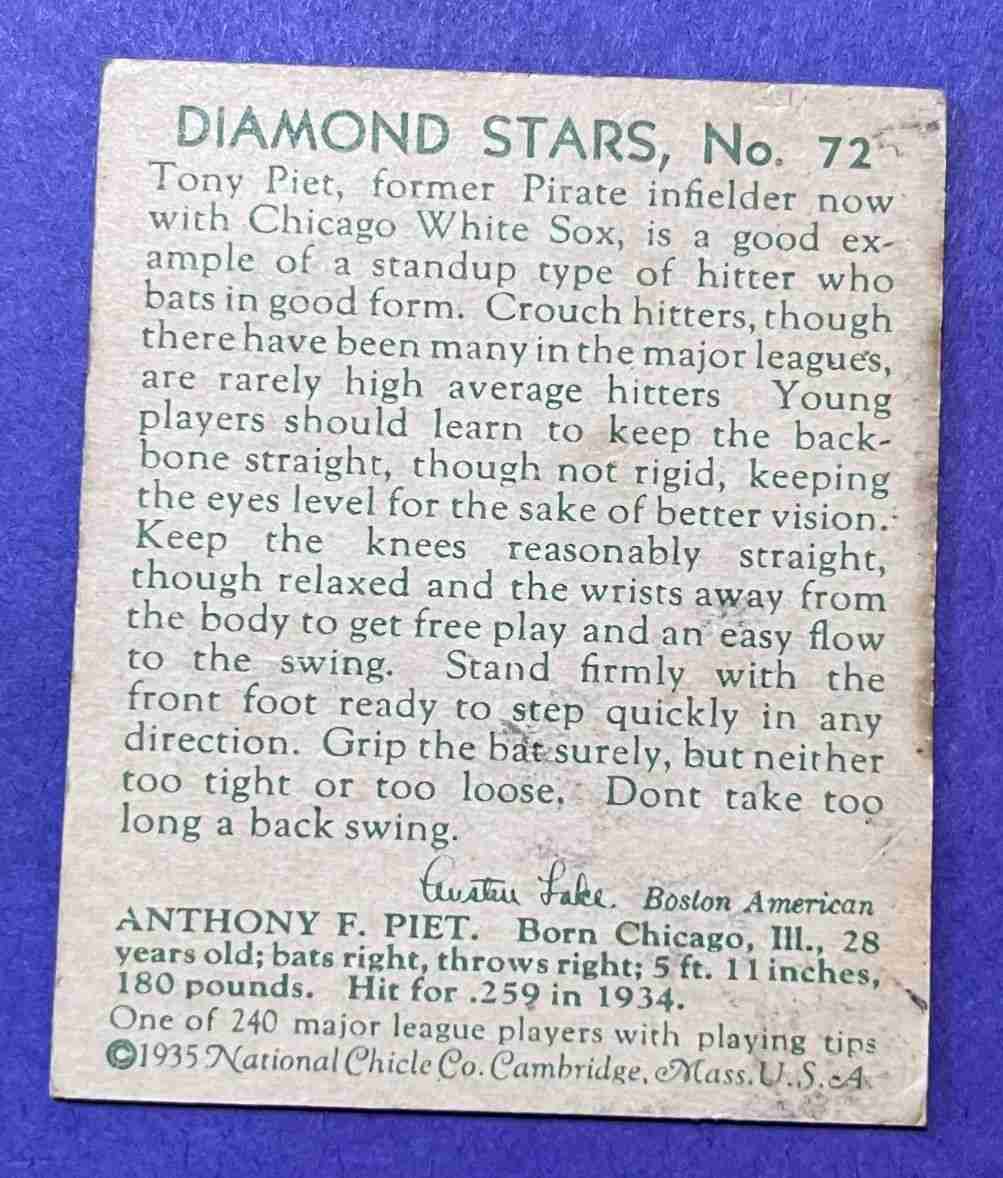 DIAMOND STARS, No. 72
Tony Piet, former Pirate infielder now
with Chicago White Sox, is a good ex-
ample of a standup type of hitter who
bats in good form. Crouch hitters, though
there have been many in the major leagues,
are rarely high average hitters Young
players should learn to keep the back-
bone straight, though not rigid, keeping
the eyes level for the sake of better vision.
Keep the knees reasonably straight,
though relaxed and the wrists away from
the body to get free play and an easy flow
to the swing. Stand firmly with the
front foot ready to step quickly in any
direction. Grip the bat surely, but neither
too tight or too loose. Dont take too
long a back swing.
Austen Lake. Boston American
ANTHONY F. PIET. Born Chicago, Ill., 28
years old; bats right, throws right; 5 ft. 11 inches,
180 pounds. Hit for .259 in 1934.
One of 240 major league players with playing tips
©1935 National Chicle Co. Cambridge, Mass. U.S.A.